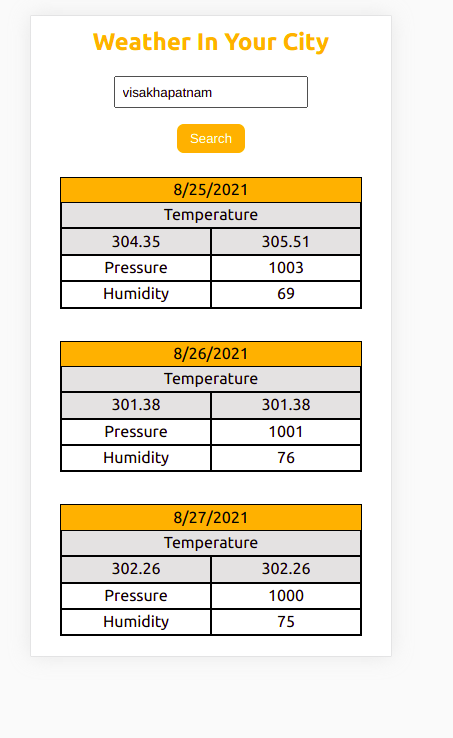 Weather In Your City
visakhapatnam
Search
8/25/2021
Temperature
304.35 305.51
Pressure 1003
Humidity 69
8/26/2021
Temperature
301.38 301.38
Pressure 1001
Humidity 76
8/27/2021
Temperature
302.26 302.26
Pressure 1000
Humidity 75